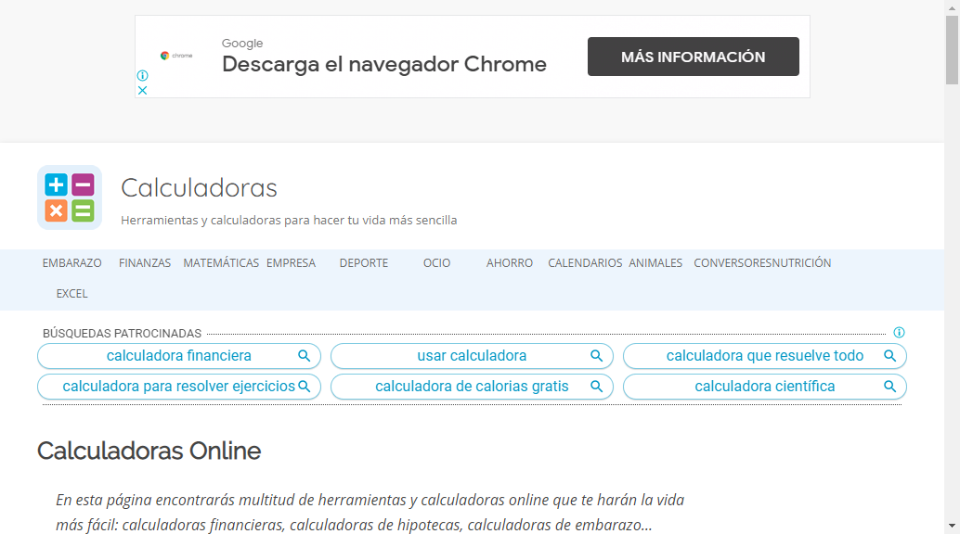 Google
Descarga el navegador Chrome
chrome
MÁS INFORMACIÓN
Calculadoras
Herramientas y calculadoras para hacer tu vida más sencilla
EMBARAZO FINANZAS MATEMÁTICAS EMPRESA DEPORTE OCIO AHORRO CALENDARIOS ANIMALES CONVERSORES NUTRICIÓN
EXCEL
BÚSQUEDAS PATROCINADAS
calculadora financiera usar calculadora calculadora que resuelve todo
calculadora para resolver ejercicios calculadora de calorias gratis calculadora científica
Calculadoras Online
En esta página encontrarás multitud de herramientas y calculadoras online que te harán la vida
más fácil: calculadoras financieras, calculadoras de hipotecas, calculadoras de embarazo...